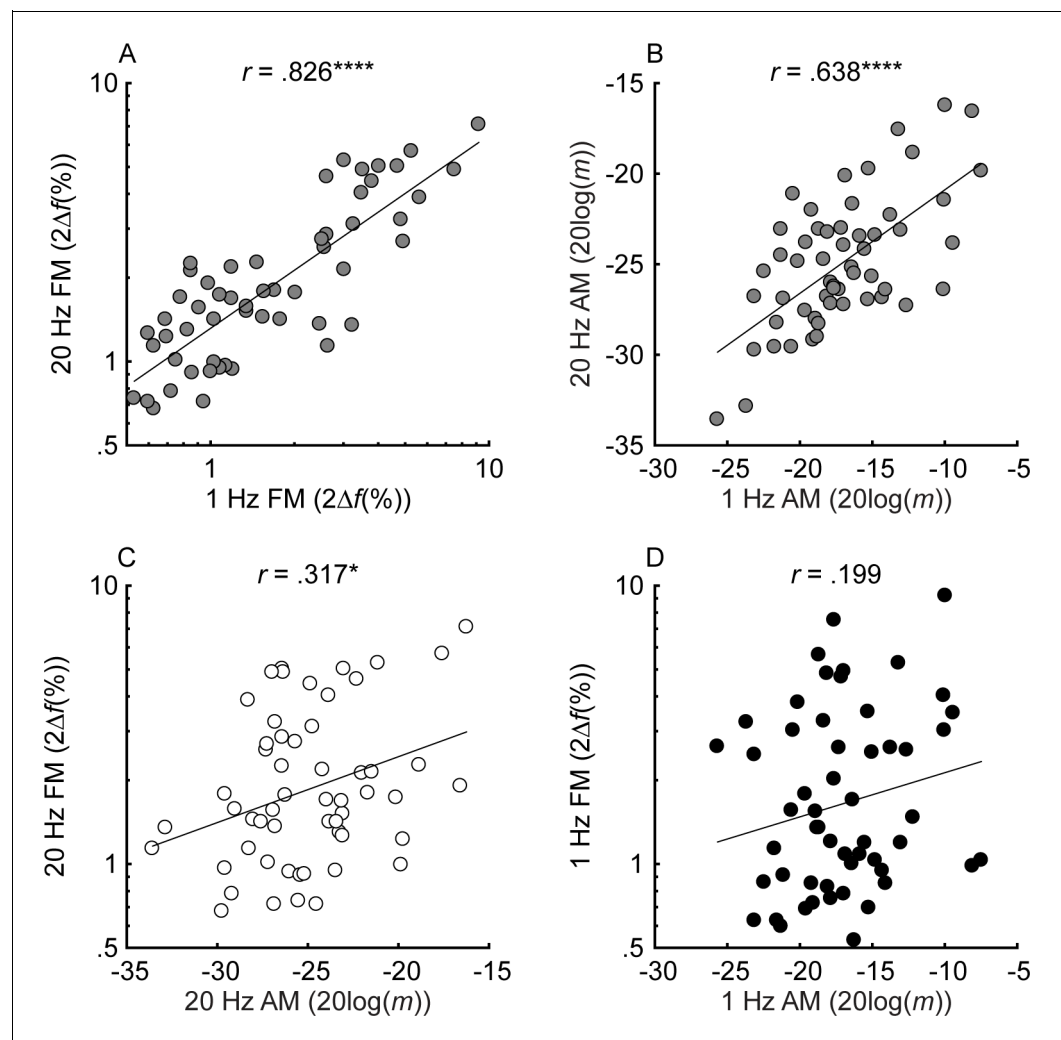 A
r = .826****
10
1
.5
1
10
20 Hz FM (2Δf(%))
1 Hz FM (2Δf(%))
B
r = .638****
-15
-20
-25
-30
-35
-30 -25 -20 -15 -10 -5
20 Hz AM (20log(m))
1 Hz AM (20log(m))
C
r = .317*
10
1
.5
-35 -30 -25 -20 -15
20 Hz FM (2Δf(%))
20 Hz AM (20log(m))
D
r = .199
10
1
.5
-30 -25 -20 -15 -10 -5
1 Hz FM (2Δf(%))
1 Hz AM (20log(m))